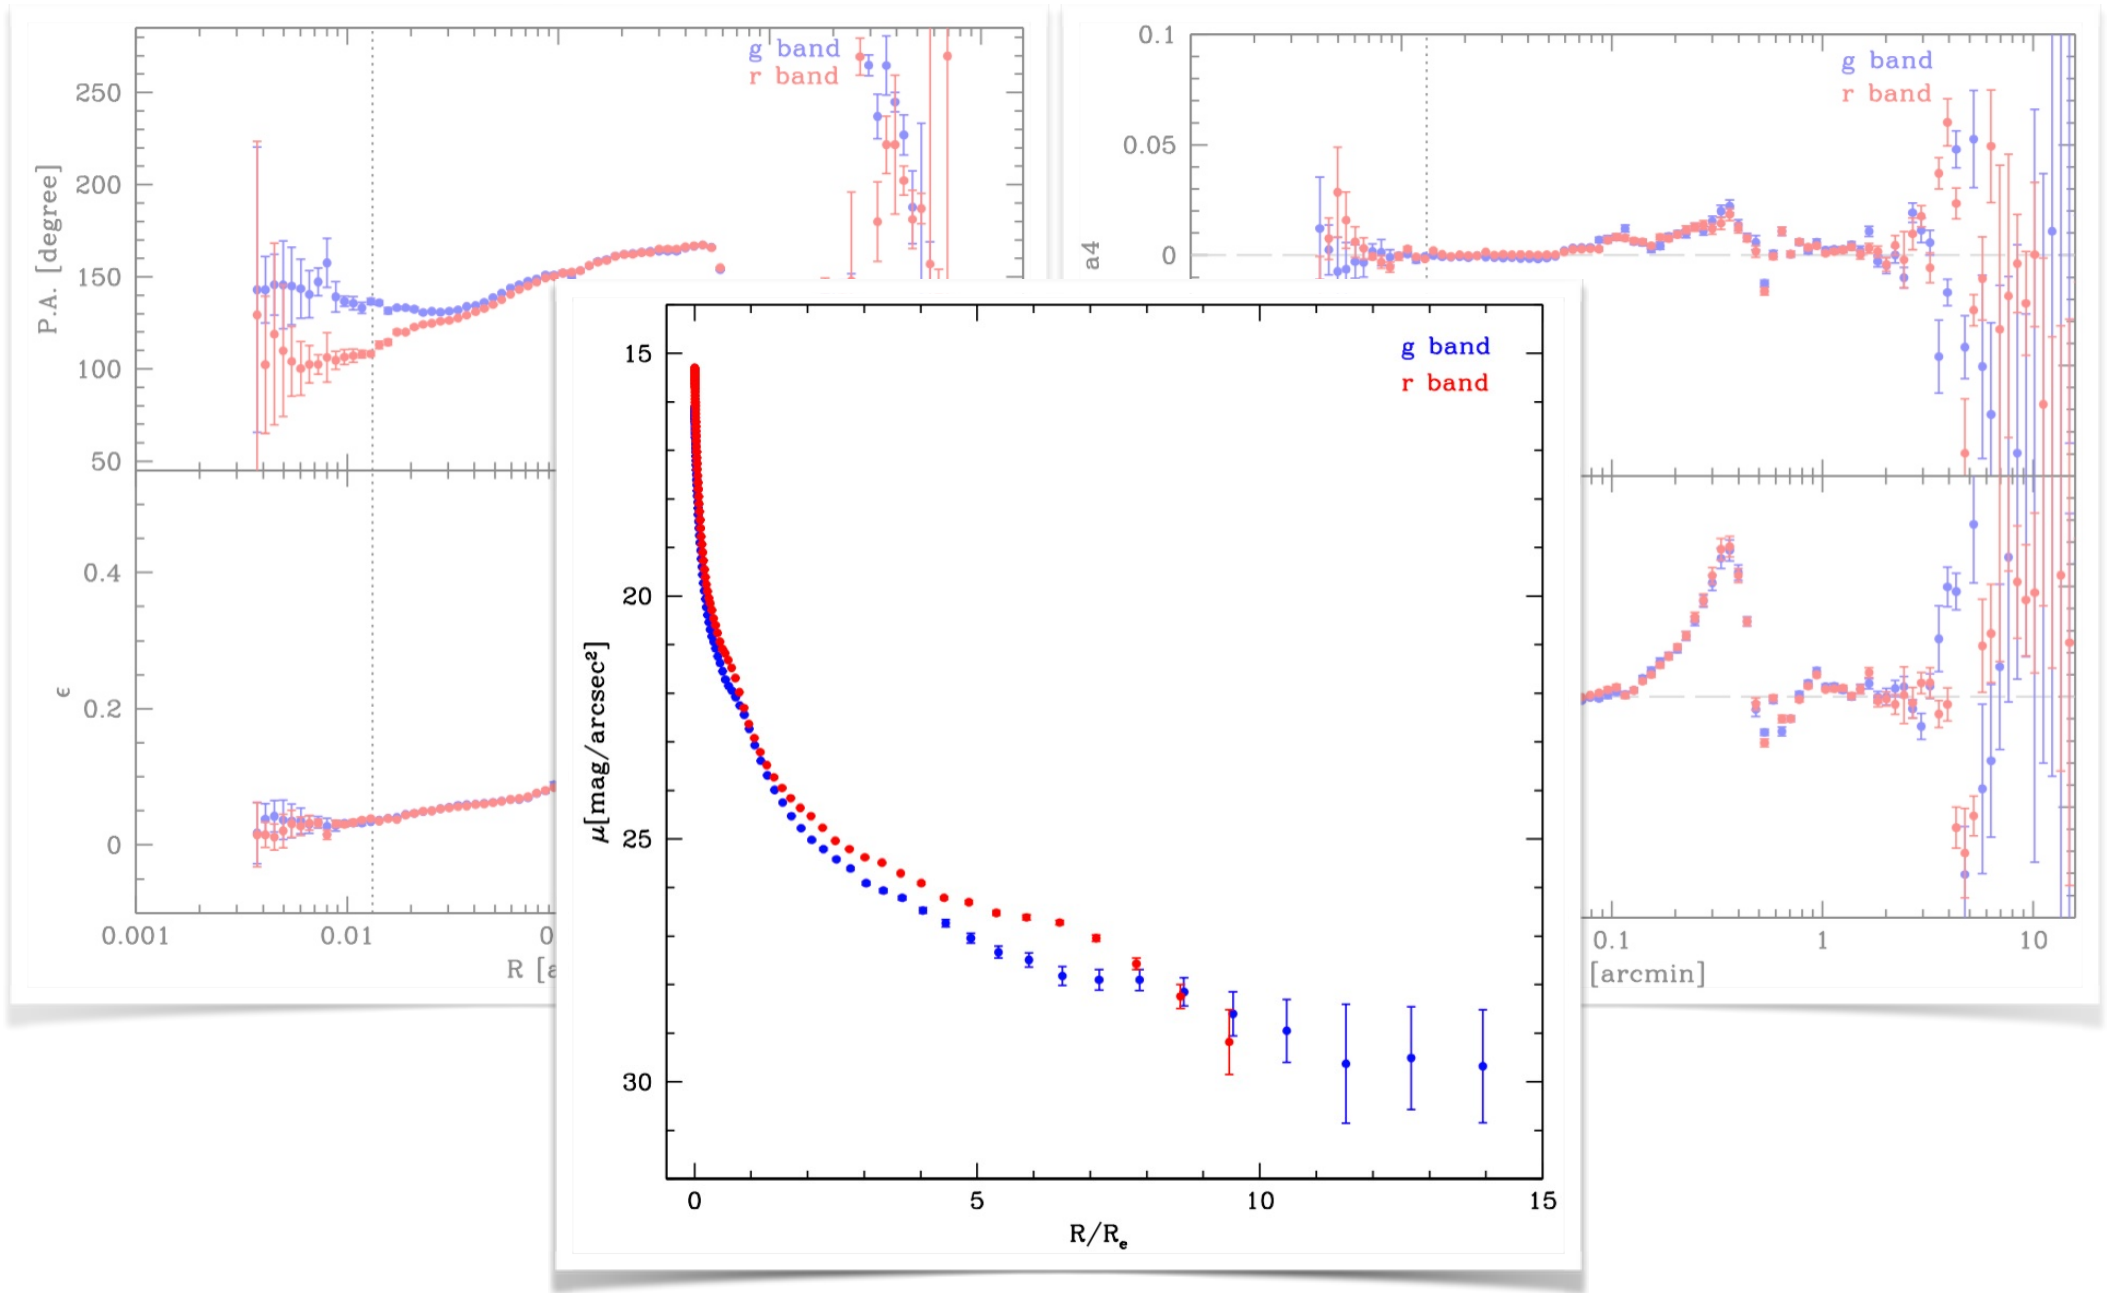 g band
r band
250
200
150
100
50
P.A. [degree]
0.4
0.2
0
ϵ
0.001
0.01
0
R [a
g band
r band
0.1
0.05
0
a4
0.1
1
10
[arcmin]
g band
r band
15
20
25
30
μ[mag/arcsec²]
0
5
10
15
R/Rₑ